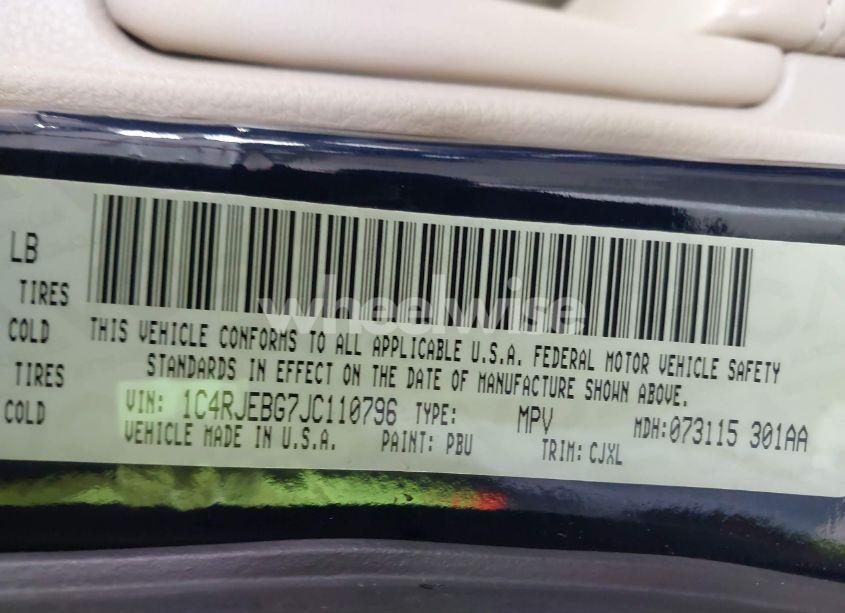 LB
TIRES
COLD
TIRES
COLD
wheelwise
THIS VEHICLE CONFORMS TO ALL APPLICABLE U.S.A. FEDERAL MOTOR VEHICLE SAFETY
STANDARDS IN EFFECT ON THE DATE OF MANUFACTURE SHOWN ABOVE.
VIN: 1C4RJEBG7JC110796 TYPE: MPV MDH: 073115 301AA
VEHICLE MADE IN U.S.A. PAINT: PBU TRIM: CJXL